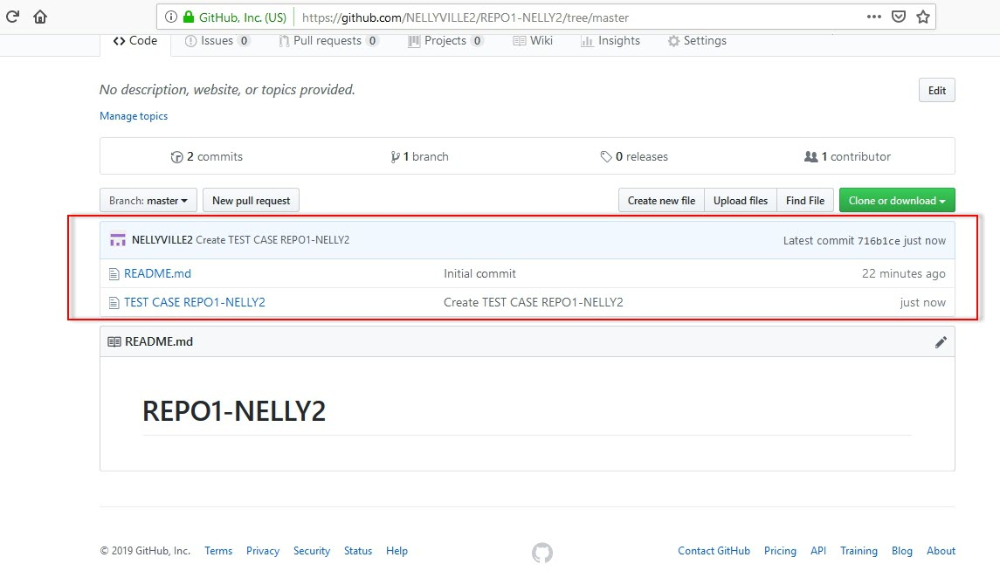 GitHub, Inc. (US) https://github.com/NELLYVILLE2/REPO1-NELLY2/tree/master
Code Issues 0 Pull requests 0 Projects 0 Wiki Insights Settings
No description, website, or topics provided. Edit
Manage topics
2 commits 1 branch 0 releases 1 contributor
Branch: master New pull request Create new file Upload files Find File Clone or download
NELLYVILLE2 Create TEST CASE REPO1-NELLY2 Latest commit 716b1ce just now
README.md Initial commit 22 minutes ago
TEST CASE REPO1-NELLY2 Create TEST CASE REPO1-NELLY2 just now
README.md
REPO1-NELLY2
© 2019 GitHub, Inc. Terms Privacy Security Status Help Contact GitHub Pricing API Training Blog About